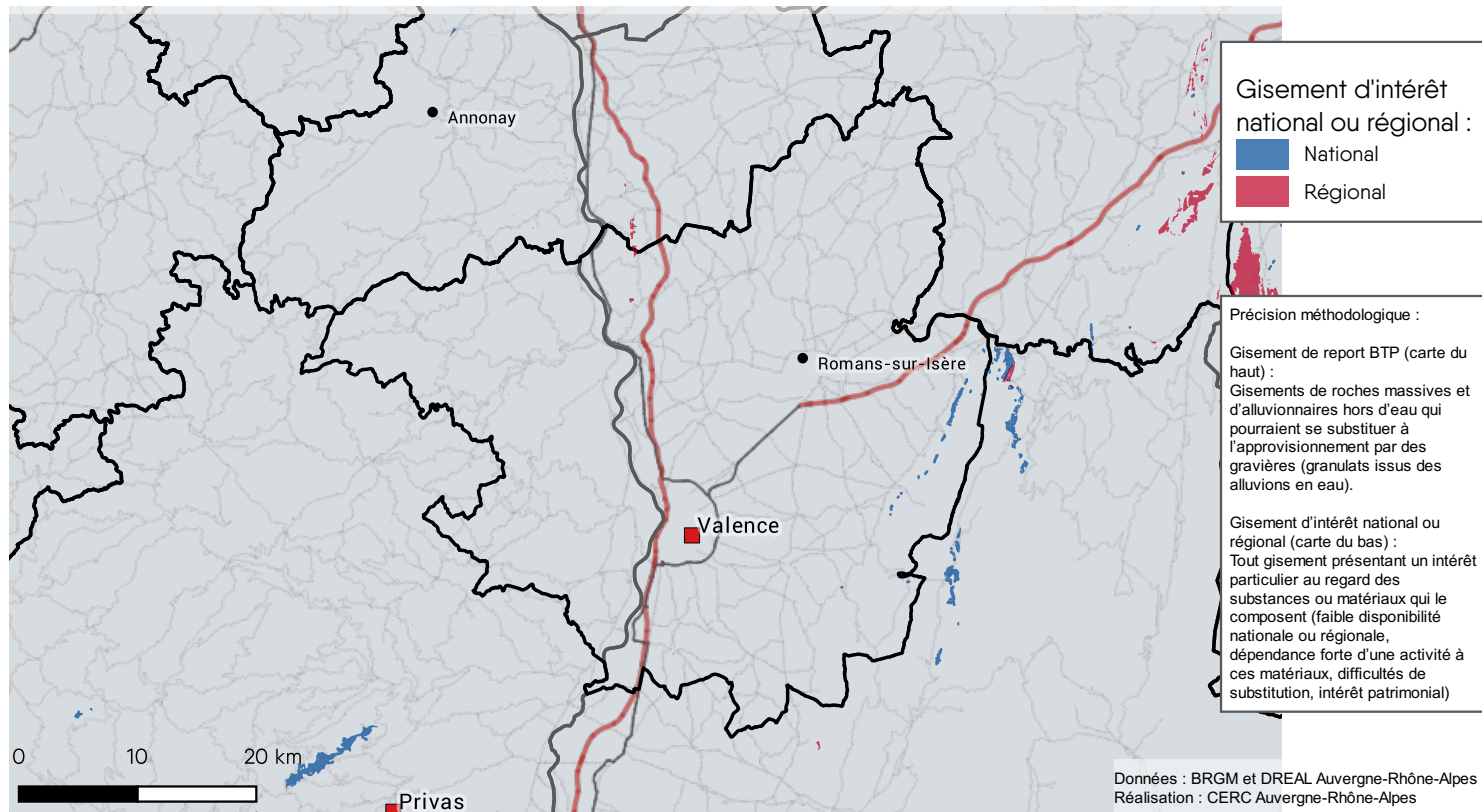 Annonay
Romans-sur-Isère
Valence
Privas
0 10 20 km
Gisement d'intérêt
national ou régional :
National
Régional
Précision méthodologique :
Gisement de report BTP (carte du
haut) :
Gisements de roches massives et
d'alluvionnaires hors d'eau qui
pourraient se substituer à
l'approvisionnement par des
gravières (granulats issus des
alluvions en eau).
Gisement d'intérêt national ou
régional (carte du bas) :
Tout gisement présentant un intérêt
particulier au regard des
substances ou matériaux qui le
composent (faible disponibilité
nationale ou régionale,
dépendance forte d'une activité à
ces matériaux, difficultés de
substitution, intérêt patrimonial)
Données : BRGM et DREAL Auvergne-Rhône-Alpes
Réalisation : CERC Auvergne-Rhône-Alpes